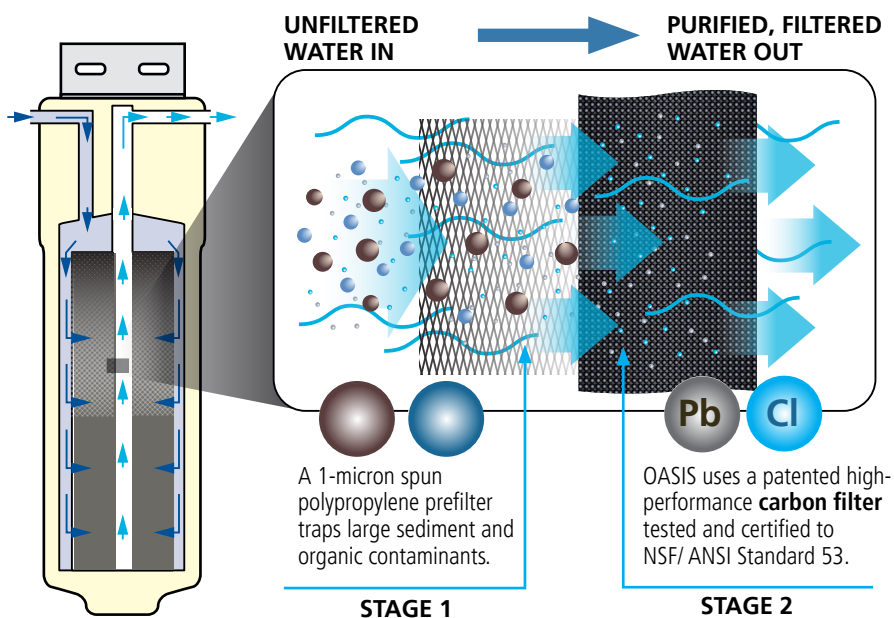 UNFILTERED
WATER IN
PURIFIED, FILTERED
WATER OUT
Pb
Cl
A 1-micron spun
polypropylene prefilter
traps large sediment and
organic contaminants.
STAGE 1
OASIS uses a patented high-
performance carbon filter
tested and certified to
NSF/ ANSI Standard 53.
STAGE 2